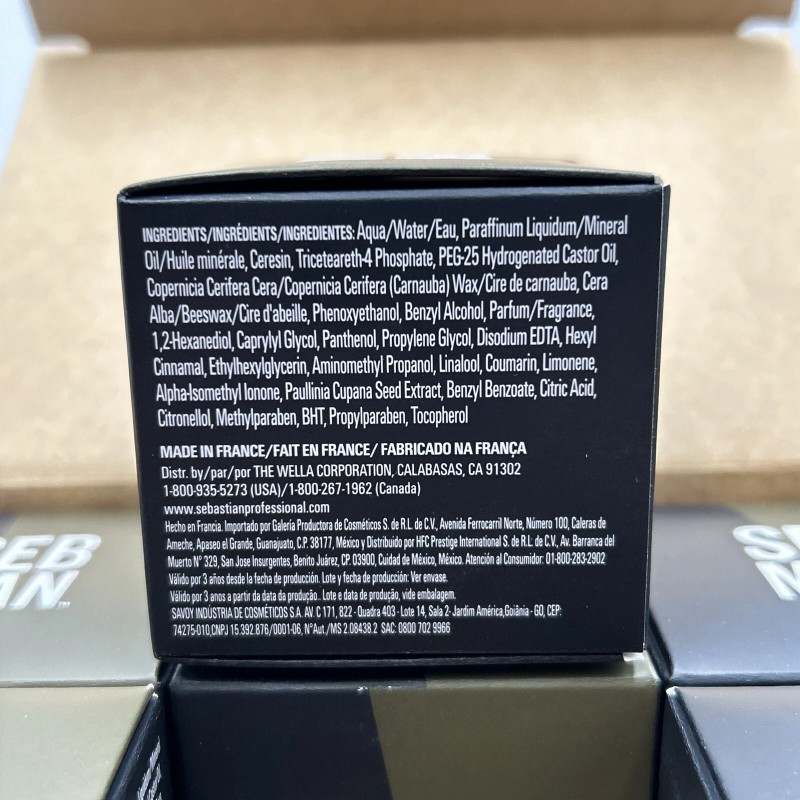 INGREDIENTS/INGRÉDIENTS/INGREDIENTES: Aqua/Water/Eau, Paraffinum Liquidum/Mineral
Oil/Huile minérale, Ceresin, Triceteareth-4 Phosphate, PEG-25 Hydrogenated Castor Oil,
Copernicia Cerifera Cera/Copernicia Cerifera (Carnauba) Wax/Cire de carnauba, Cera
Alba/Beeswax/Cire d'abeille, Phenoxyethanol, Benzyl Alcohol, Parfum/Fragrance,
1,2-Hexanediol, Caprylyl Glycol, Panthenol, Propylene Glycol, Disodium EDTA, Hexyl
Cinnamal, Ethylhexylglycerin, Aminomethyl Propanol, Linalool, Coumarin, Limonene,
Alpha-Isomethyl Ionone, Paullinia Cupana Seed Extract, Benzyl Benzoate, Citric Acid,
Citronellol, Methylparaben, BHT, Propylparaben, Tocopherol
MADE IN FRANCE/FAIT EN FRANCE/ FABRICADO NA FRANÇA
Distr. by/par/por THE WELLA CORPORATION, CALABASAS, CA 91302
1-800-935-5273 (USA)/1-800-267-1962 (Canada)
www.sebastianprofessional.com
Hecho en Francia. Importado por Galería Productora de Cosméticos S. de R.L. de C.V., Avenida Ferrocarril Norte, Número 100, Caleras de
Ameche, Apaseo el Grande, Guanajuato, C.P. 38177, México y Distribuido por HFC Prestige International S. de R.L. de C.V., Av. Barranca del
Muerto N° 329, San Jose Insurgentes, Benito Juárez, CP. 03900, Cuidad de México, México. Atención al Consumidor: 01-800-283-2902
Válido por 3 años desde la fecha de producción. Lote y fecha de producción: Ver envase.
Válido por 3 anos a partir da data da produção.. Lote e data de produção, vide embalagem.
SAVOY INDÚSTRIA DE COSMÉTICOS S.A. AV. C 171, 822 - Quadra 403 - Lote 14, Sala 2- Jardim América,Goiânia - GO, CEP:
74275-010,CNPJ 15.392.876/0001-06, N°Aut./MS 2.08438.2 SAC: 0800 702 9966
SEB
MAN